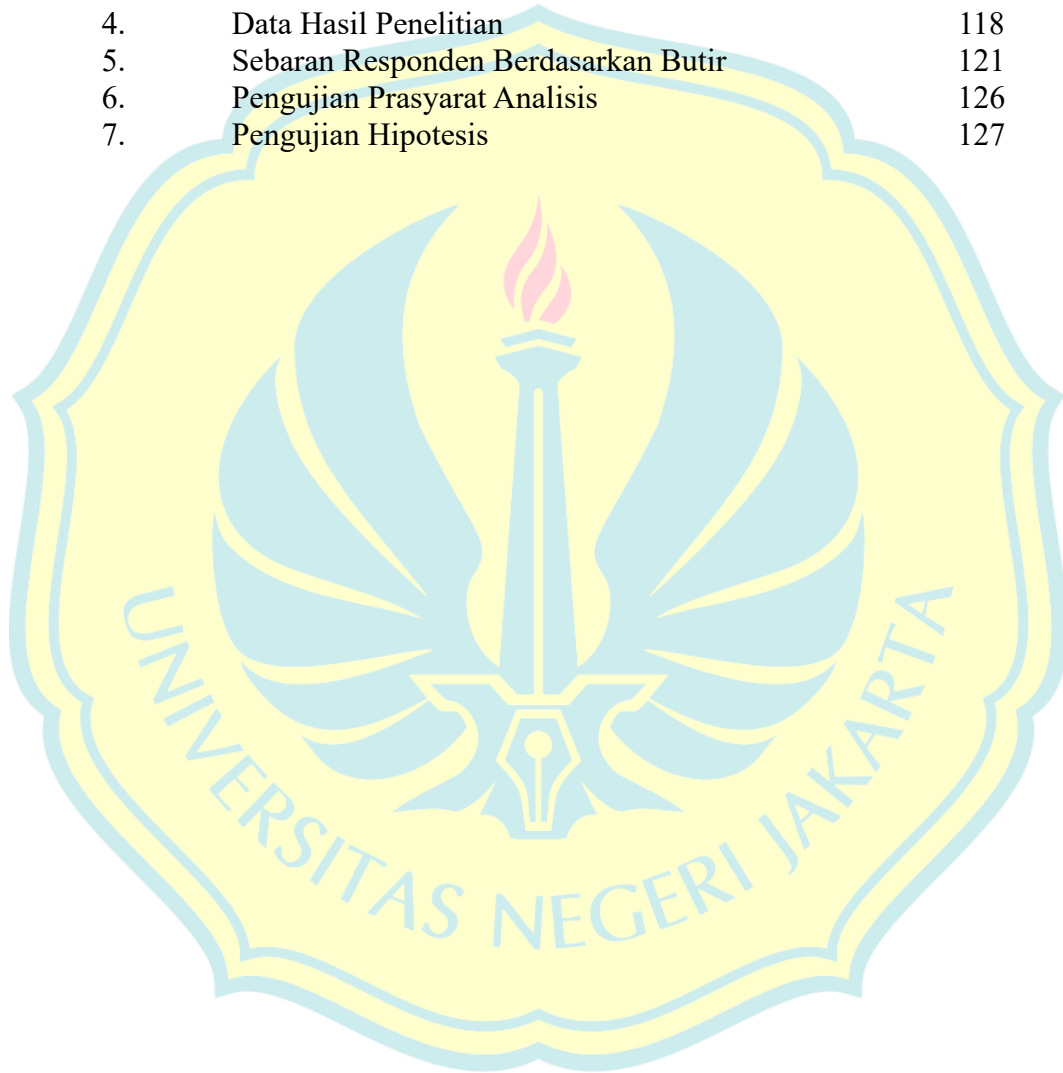 4. Data Hasil Penelitian 118
5. Sebaran Responden Berdasarkan Butir 121
6. Pengujian Prasyarat Analisis 126
7. Pengujian Hipotesis 127
UNIVERSITAS NEGERI JAKARTA